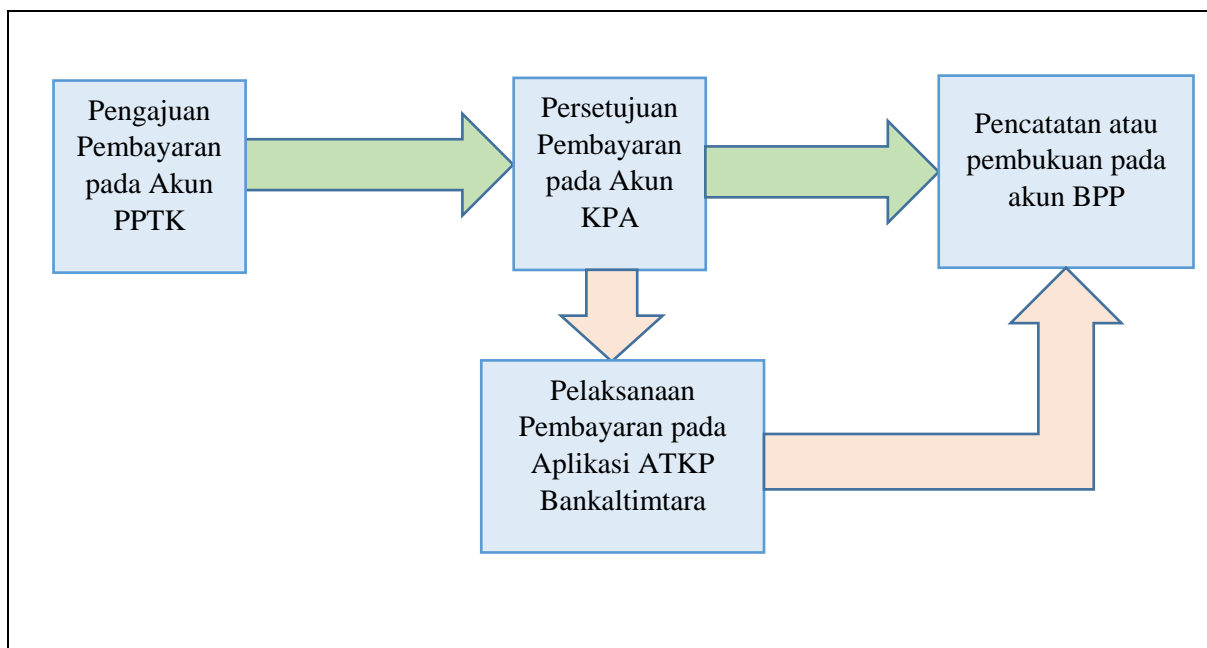 Pengajuan
Pembayaran
pada Akun
PPTK
Persetujuan
Pembayaran
pada Akun
KPA
Pencatatan atau
pembukuan pada
akun BPP
Pelaksanaan
Pembayaran pada
Aplikasi ATKP
Bankaltimtara